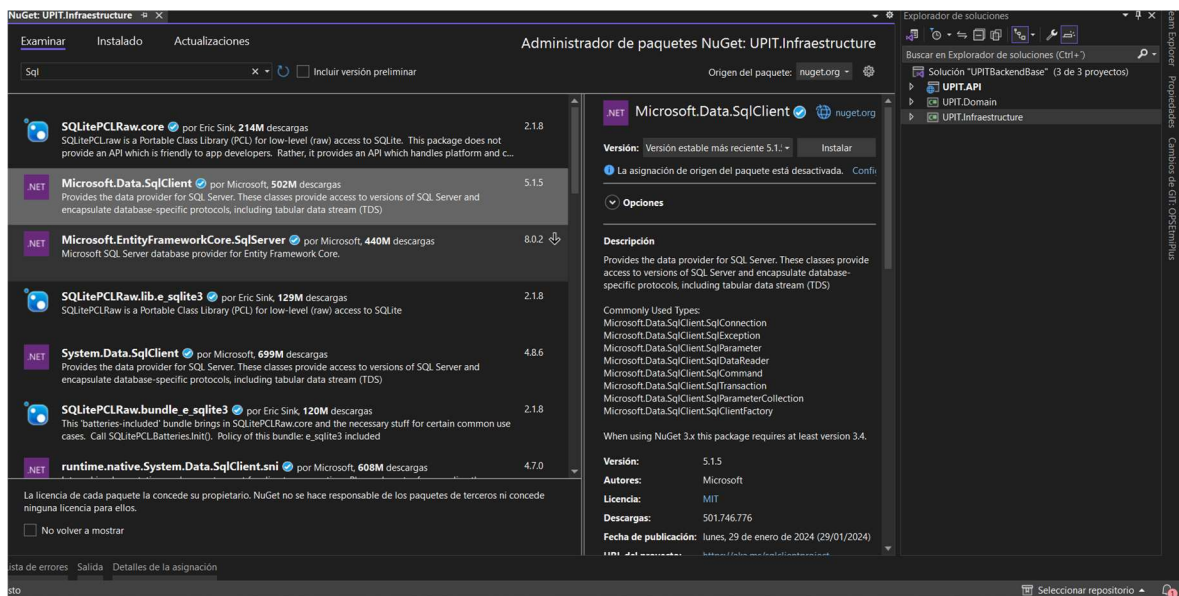 NuGet: UPIT.Infraestructure
Examinar Instalado Actualizaciones
Administrador de paquetes NuGet: UPIT.Infraestructure
Sql
Incluir versión preliminar
Origen del paquete: nuget.org
SQLitePCLRaw.core por Eric Sink, 214M descargas 2.1.8
SQLitePCL.raw is a Portable Class Library (PCL) for low-level (raw) access to SQLite. This package does not
provide an API which is friendly to app developers. Rather, it provides an API which handles platform and c...
Microsoft.Data.SqlClient por Microsoft, 502M descargas 5.1.5
Provides the data provider for SQL Server. These classes provide access to versions of SQL Server and
encapsulate database-specific protocols, including tabular data stream (TDS)
Microsoft.EntityFrameworkCore.SqlServer por Microsoft, 440M descargas 8.0.2
Microsoft SQL Server database provider for Entity Framework Core.
SQLitePCLRaw.lib.e_sqlite3 por Eric Sink, 129M descargas 2.1.8
SQLitePCLRaw is a Portable Class Library (PCL) for low-level (raw) access to SQLite
System.Data.SqlClient por Microsoft, 699M descargas 4.8.6
Provides the data provider for SQL Server. These classes provide access to versions of SQL Server and
encapsulate database-specific protocols, including tabular data stream (TDS)
SQLitePCLRaw.bundle_e_sqlite3 por Eric Sink, 120M descargas 2.1.8
This 'batteries-included' bundle brings in SQLitePCLRaw.core and the necessary stuff for certain common use
cases. Call SQLitePCL.Batteries.Init(). Policy of this bundle: e_sqlite3 included
runtime.native.System.Data.SqlClient.sni por Microsoft, 608M descargas 4.7.0
La licencia de cada paquete la concede su propietario. NuGet no se hace responsable de los paquetes de terceros ni concede
ninguna licencia para ellos.
No volver a mostrar
.NET
.NET
.NET
.NET
.NET Microsoft.Data.SqlClient nuget.org
Versión: Versión estable más reciente 5.1.! Instalar
La asignación de origen del paquete está desactivada. Confi
Opciones
Descripción
Provides the data provider for SQL Server. These classes provide
access to versions of SQL Server and encapsulate database-
specific protocols, including tabular data stream (TDS)
Commonly Used Types:
Microsoft.Data.SqlClient.SqlConnection
Microsoft.Data.SqlClient.SqlException
Microsoft.Data.SqlClient.SqlParameter
Microsoft.Data.SqlClient.SqlDataReader
Microsoft.Data.SqlClient.SqlCommand
Microsoft.Data.SqlClient.SqlTransaction
Microsoft.Data.SqlClient.SqlParameterCollection
Microsoft.Data.SqlClient.SqlClientFactory
When using NuGet 3.x this package requires at least version 3.4.
Versión: 5.1.5
Autores: Microsoft
Licencia: MIT
Descargas: 501.746.776
Fecha de publicación: lunes, 29 de enero de 2024 (29/01/2024)
Explorador de soluciones
Buscar en Explorador de soluciones (Ctrl+´)
Solución "UPITBackendBase" (3 de 3 proyectos)
UPIT.API
UPIT.Domain
UPIT.Infraestructure
eam Explorer
Propiedades
Cambios de GIT: OPSEtmiPlus
ista de errores Salida Detalles de la asignación
sto
Seleccionar repositorio